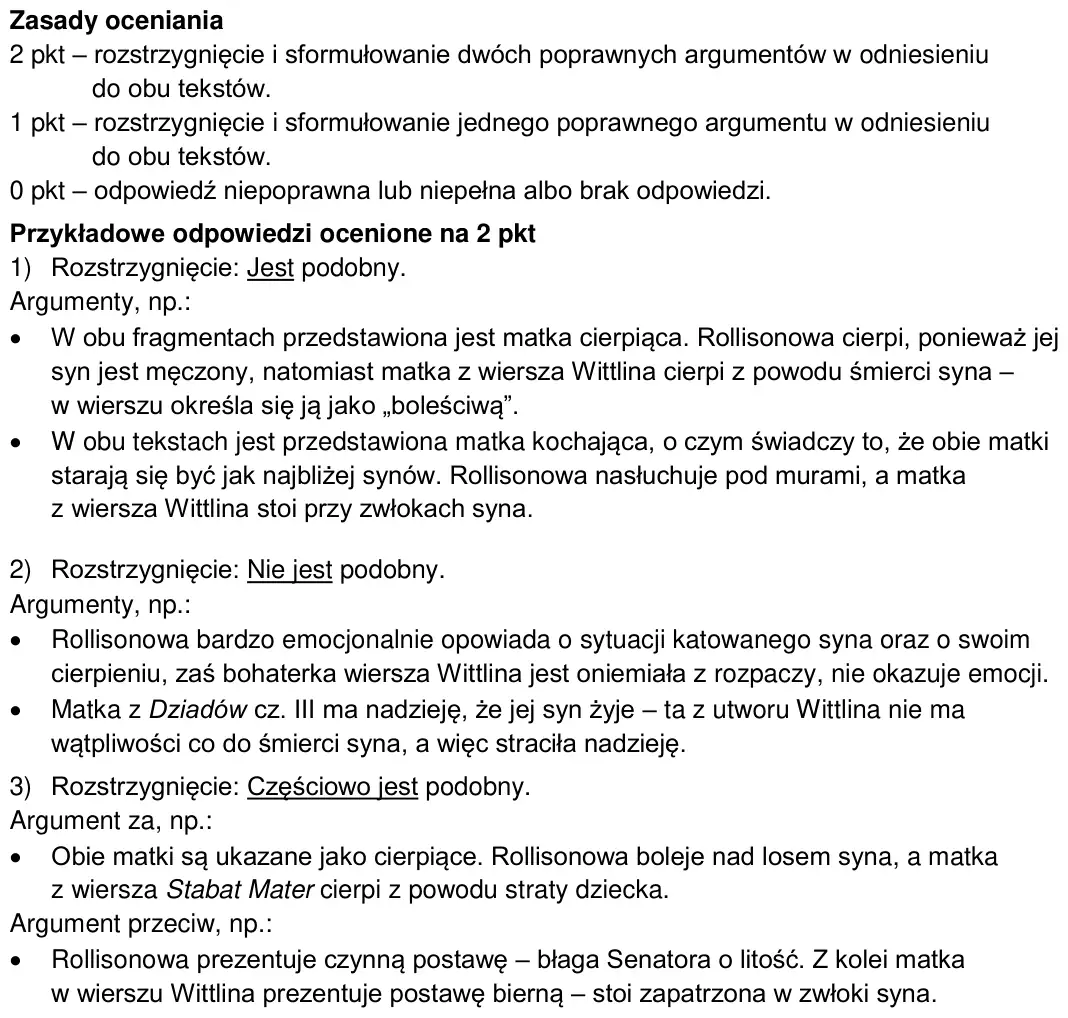 Zasady oceniania
2 pkt – rozstrzygnięcie i sformułowanie dwóch poprawnych argumentów w odniesieniu
do obu tekstów.
1 pkt – rozstrzygnięcie i sformułowanie jednego poprawnego argumentu w odniesieniu
do obu tekstów.
0 pkt – odpowiedź niepoprawna lub niepełna albo brak odpowiedzi.
Przykładowe odpowiedzi ocenione na 2 pkt
1) Rozstrzygnięcie: Jest podobny.
Argumenty, np.:
• W obu fragmentach przedstawiona jest matka cierpiąca. Rollisonowa cierpi, ponieważ jej
syn jest męczony, natomiast matka z wiersza Wittlina cierpi z powodu śmierci syna –
w wierszu określa się ją jako „boleściwą”.
• W obu tekstach jest przedstawiona matka kochająca, o czym świadczy to, że obie matki
starają się być jak najbliżej synów. Rollisonowa nasłuchuje pod murami, a matka
z wiersza Wittlina stoi przy zwłokach syna.
2) Rozstrzygnięcie: Nie jest podobny.
Argumenty, np.:
• Rollisonowa bardzo emocjonalnie opowiada o sytuacji katowanego syna oraz o swoim
cierpieniu, zaś bohaterka wiersza Wittlina jest oniemiała z rozpaczy, nie okazuje emocji.
• Matka z Dziadów cz. III ma nadzieję, że jej syn żyje – ta z utworu Wittlina nie ma
wątpliwości co do śmierci syna, a więc straciła nadzieję.
3) Rozstrzygnięcie: Częściowo jest podobny.
Argument za, np.:
• Obie matki są ukazane jako cierpiące. Rollisonowa boleje nad losem syna, a matka
z wiersza Stabat Mater cierpi z powodu straty dziecka.
Argument przeciw, np.:
• Rollisonowa prezentuje czynną postawę – błaga Senatora o litość. Z kolei matka
w wierszu Wittlina prezentuje postawę bierną – stoi zapatrzona w zwłoki syna.